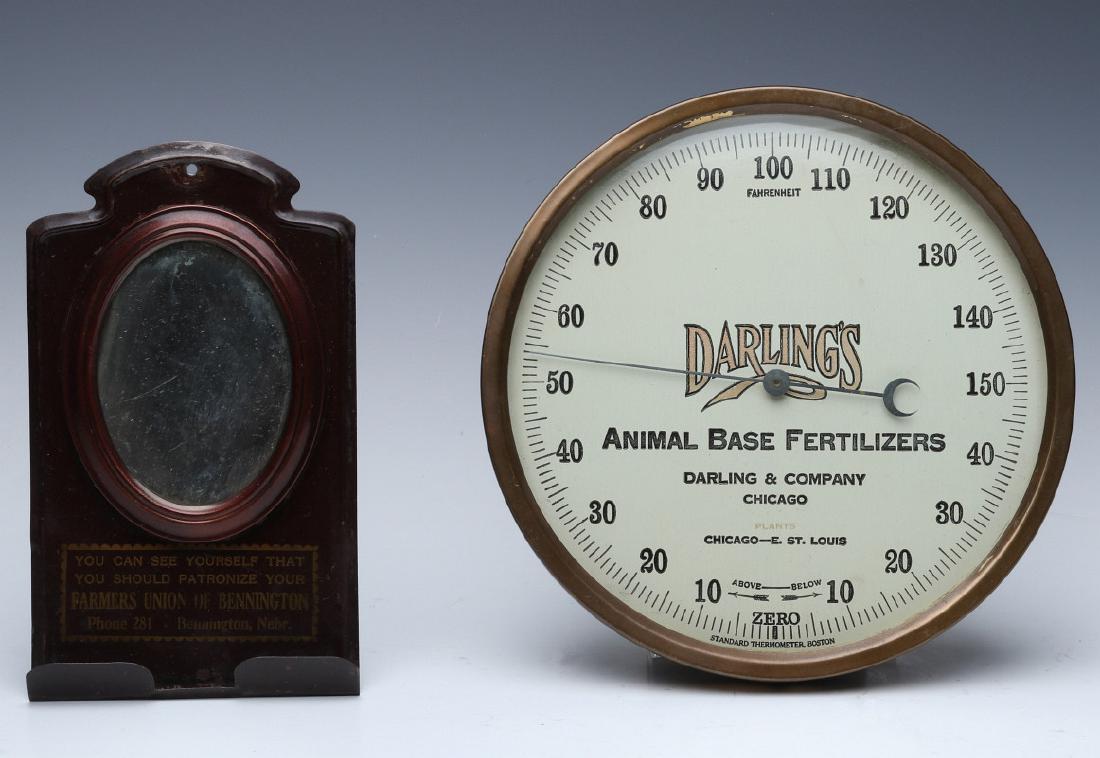 YOU CAN SEE YOURSELF THAT
YOU SHOULD PATRONIZE YOUR
FARMERS UNION OF BENNINGTON
Phone 281 - Bennington, Nebr.
100
90 110
FAHRENHEIT
80 120
70 130
60 140
DARLING'S
50 150
ANIMAL BASE FERTILIZERS
40 40
DARLING & COMPANY
CHICAGO
30 30
PLANTS
CHICAGO—E. ST. LOUIS
20 20
ABOVE BELOW
10 10
ZERO
STANDARD THERMOMETER, BOSTON